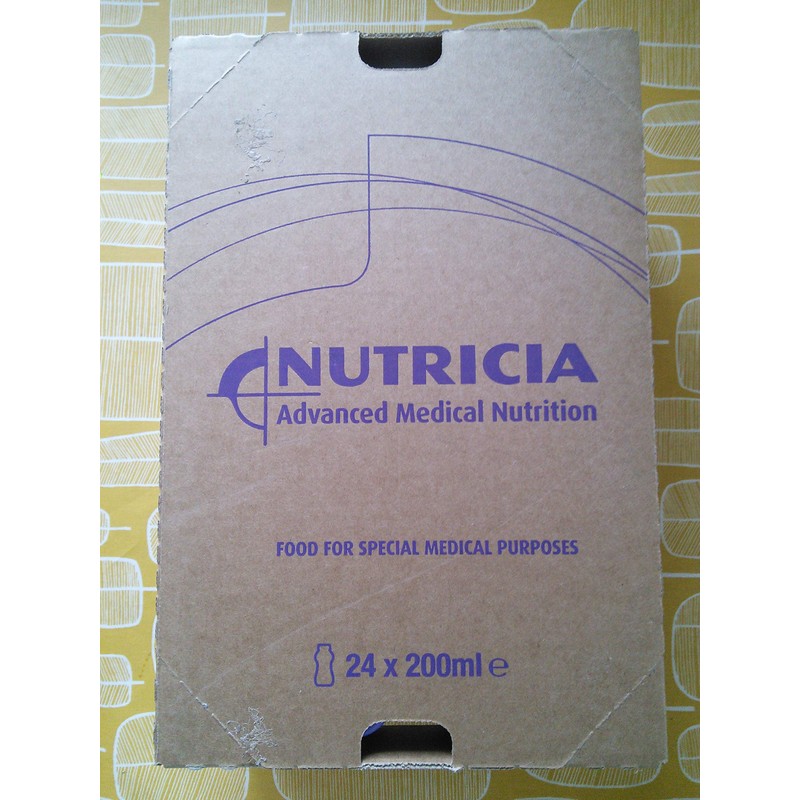 NUTRICIA
Advanced Medical Nutrition
FOOD FOR SPECIAL MEDICAL PURPOSES
24 x 200ml ℮